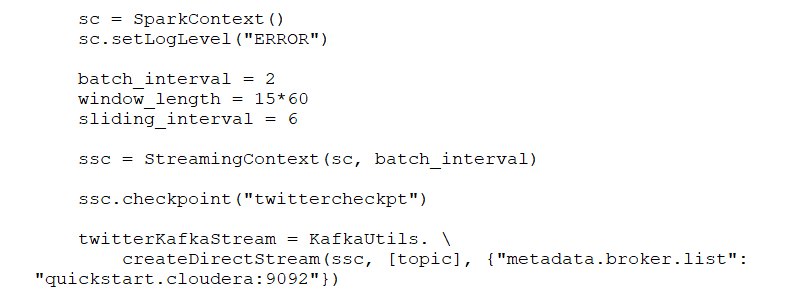 sc = SparkContext()
sc.setLogLevel("ERROR")
batch_interval = 2
window_length = 15*60
sliding_interval = 6
ssc = StreamingContext(sc, batch_interval)
ssc.checkpoint("twittercheckpt")
twitterKafkaStream = KafkaUtils. \
createDirectStream(ssc, [topic], {"metadata.broker.list":
"quickstart.cloudera:9092"})